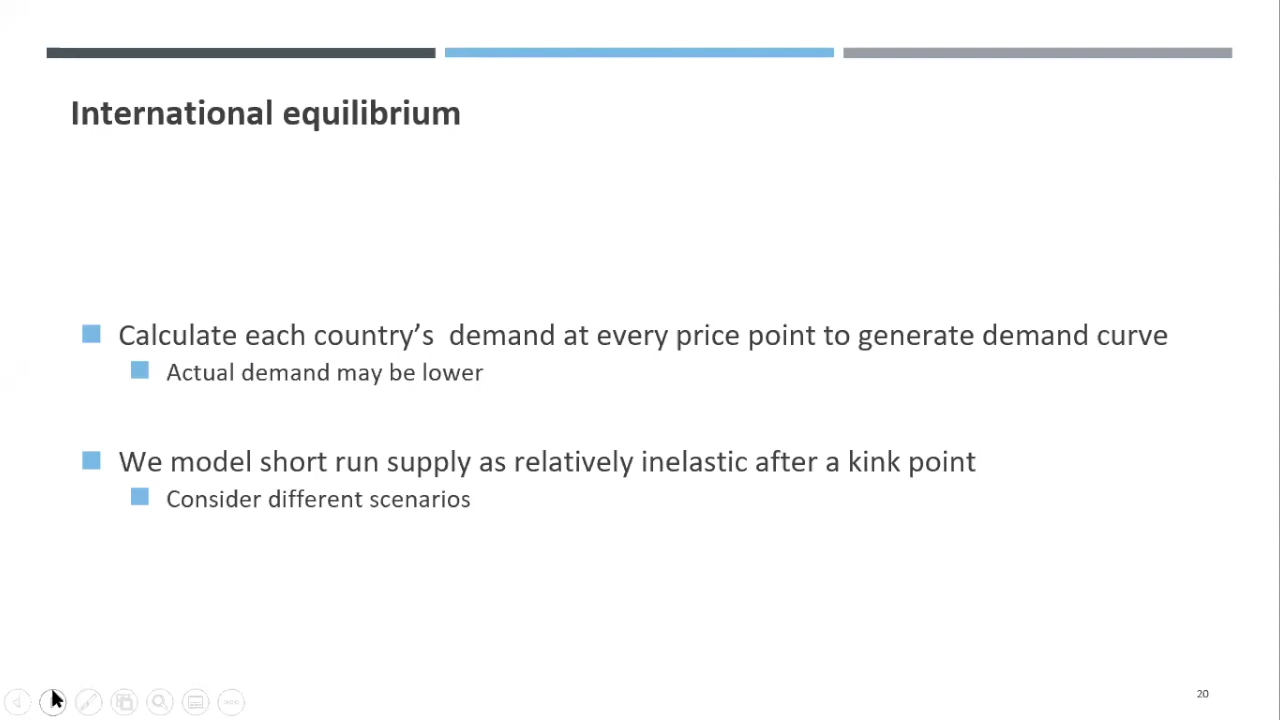 International equilibrium
Calculate each country’s  demand at every price point to generate demand curve
Actual demand may be lower
We model short run supply as relatively inelastic after a kink point
Consider different scenarios
20